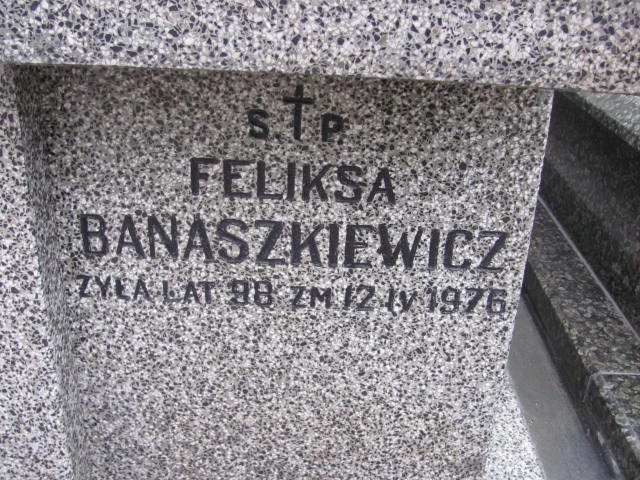 S † P
FELIKSA
BANASZKIEWICZ
ŻYŁA LAT 98 ZM 12 IV 1976